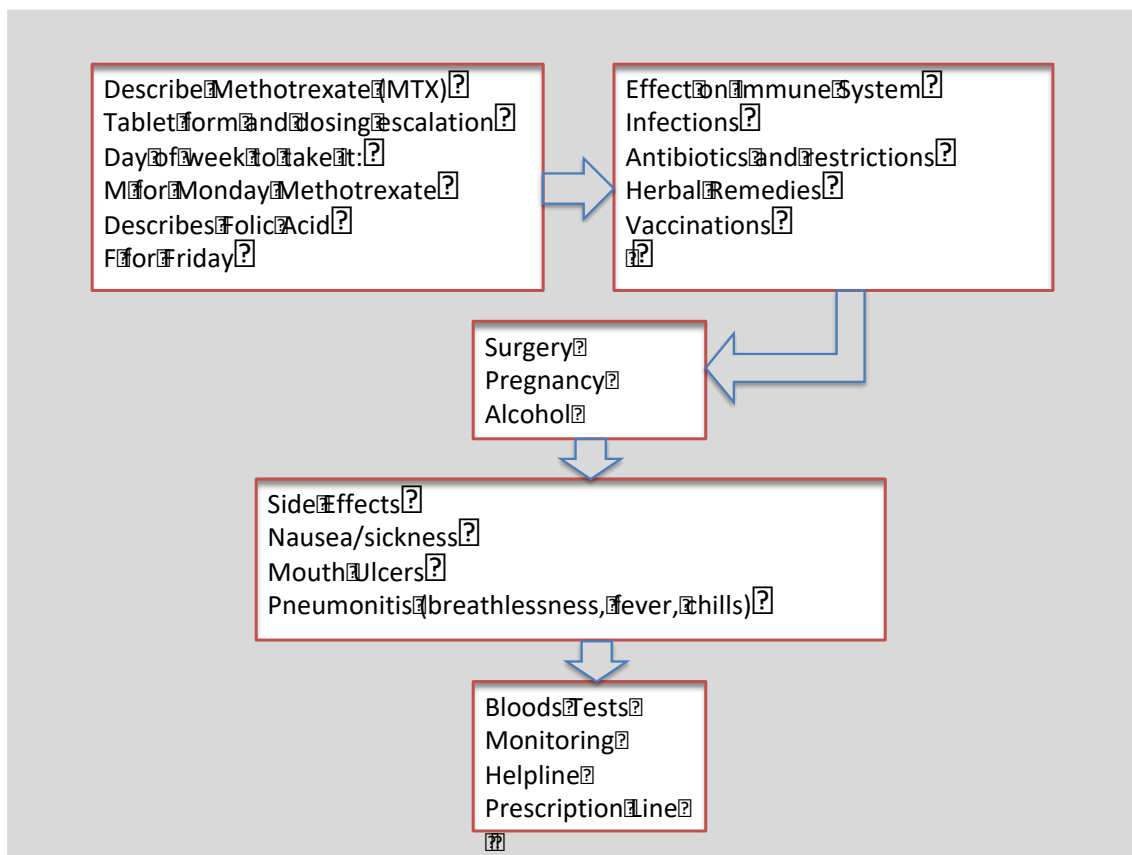 Describe Methotrexate (MTX)
Tablet form and dosing escalation
Day of week to take it:
M for Monday Methotrexate
Describes Folic Acid
F for Friday
Effect on Immune System
Infections
Antibiotics and restrictions
Herbal Remedies
Vaccinations
Surgery
Pregnancy
Alcohol
Side Effects
Nausea/sickness
Mouth Ulcers
Pneumonitis (breathlessness, fever, chills)
Bloods Tests
Monitoring
Helpline
Prescription Line